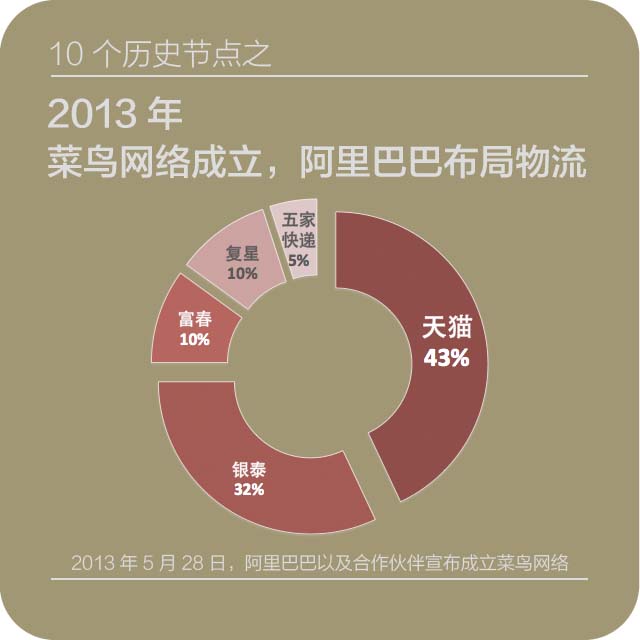 10 个历史节点之
2013 年
菜鸟网络成立，阿里巴巴布局物流
五家
快递
5%
复星
10%
富春
10%
天猫
43%
银泰
32%
2013 年 5 月 28 日，阿里巴巴以及合作伙伴宣布成立菜鸟网络